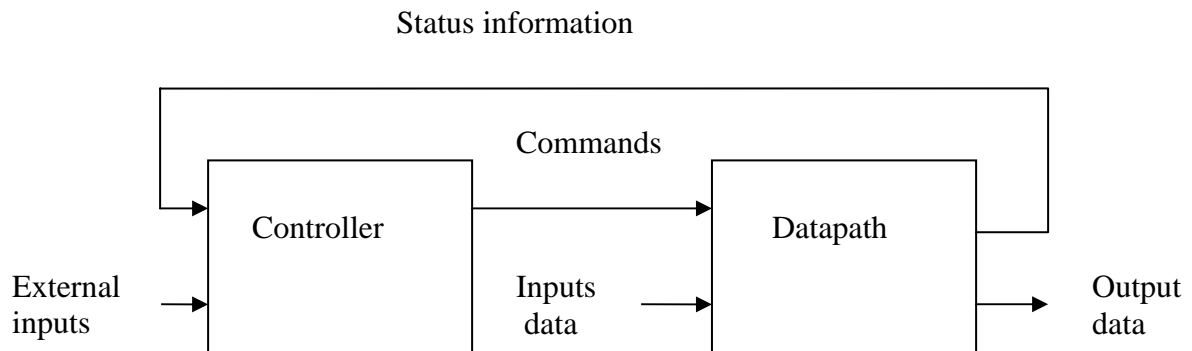 Status information
Commands
Controller
Datapath
External
inputs
Inputs
data
Output
data